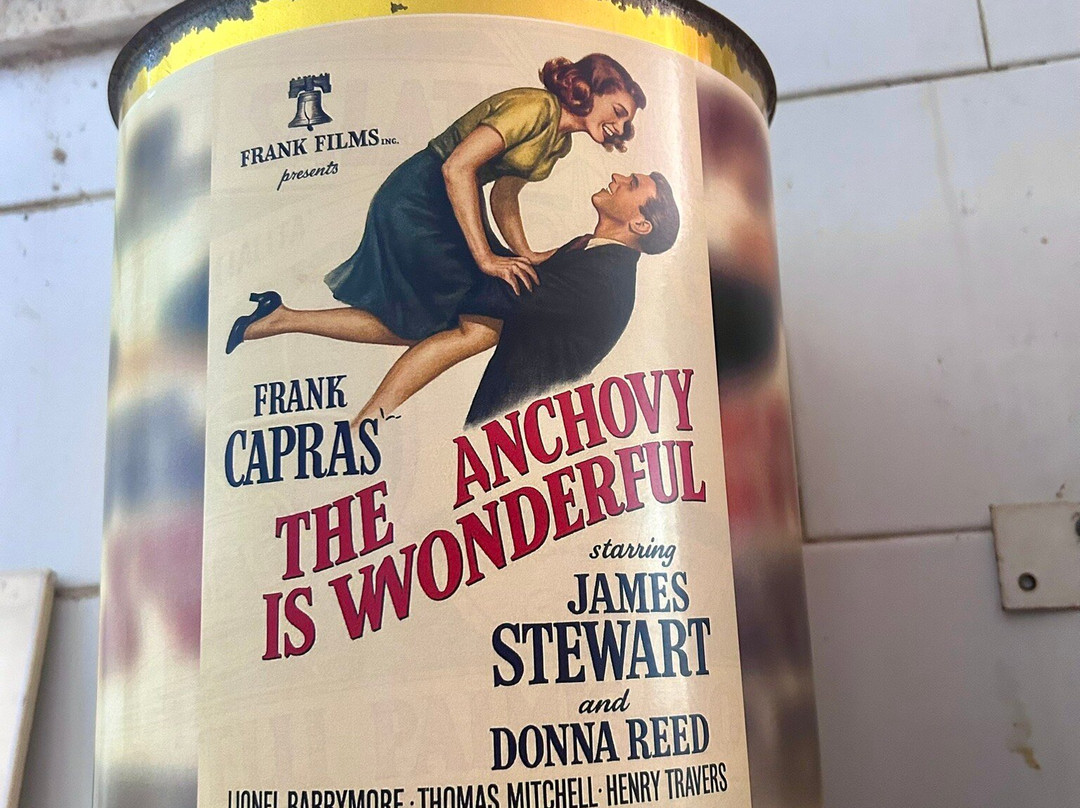 FRANK FILMS INC.
presents
FRANK
CAPRAS'
THE ANCHOVY
IS WONDERFUL
starring
JAMES
STEWART
and
DONNA REED
LIONEL BARRYMORE · THOMAS MITCHELL · HENRY TRAVERS